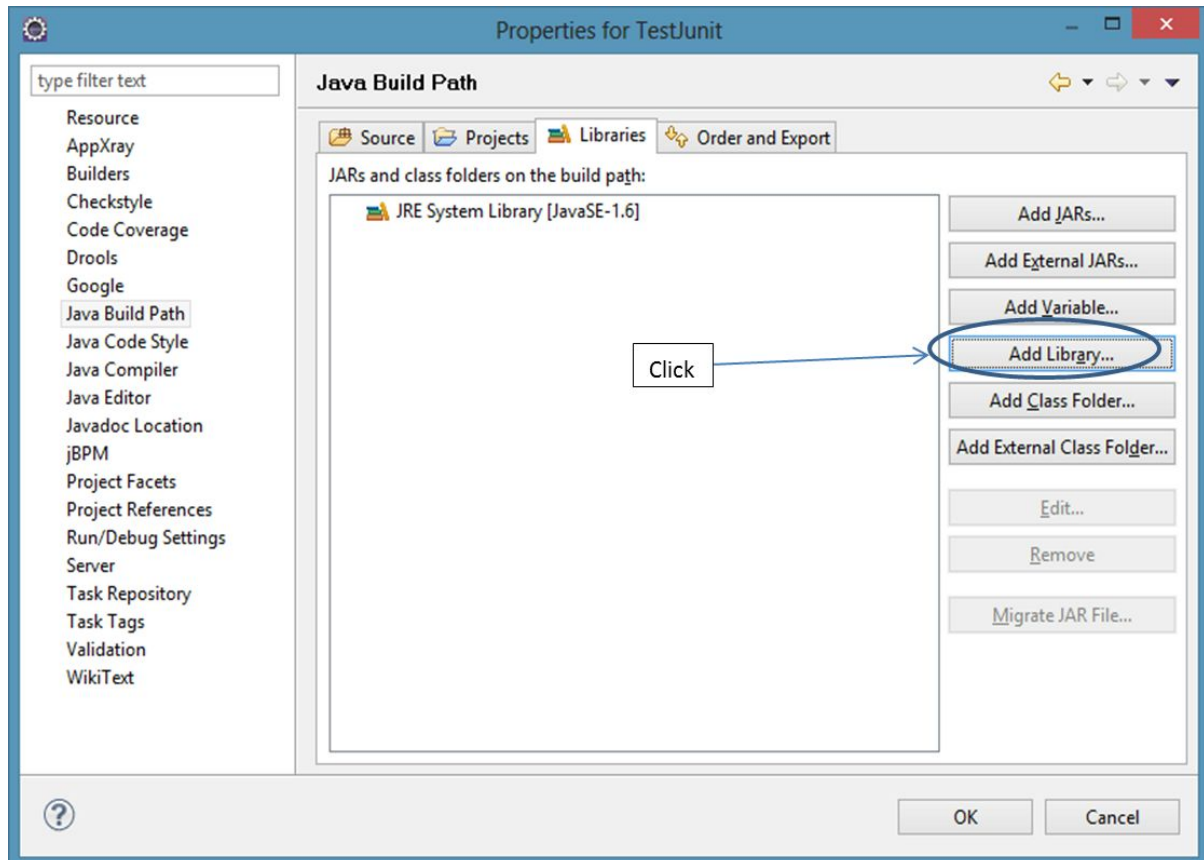 Properties for TestJunit
type filter text
Resource
AppXray
Builders
Checkstyle
Code Coverage
Drools
Google
Java Build Path
Java Code Style
Java Compiler
Java Editor
Javadoc Location
jBPM
Project Facets
Project References
Run/Debug Settings
Server
Task Repository
Task Tags
Validation
WikiText
Java Build Path
Source Projects Libraries Order and Export
JARs and class folders on the build path:
JRE System Library [JavaSE-1.6]
Click
Add JARs...
Add External JARs...
Add Variable...
Add Library...
Add Class Folder...
Add External Class Folder...
Edit...
Remove
Migrate JAR File...
OK Cancel